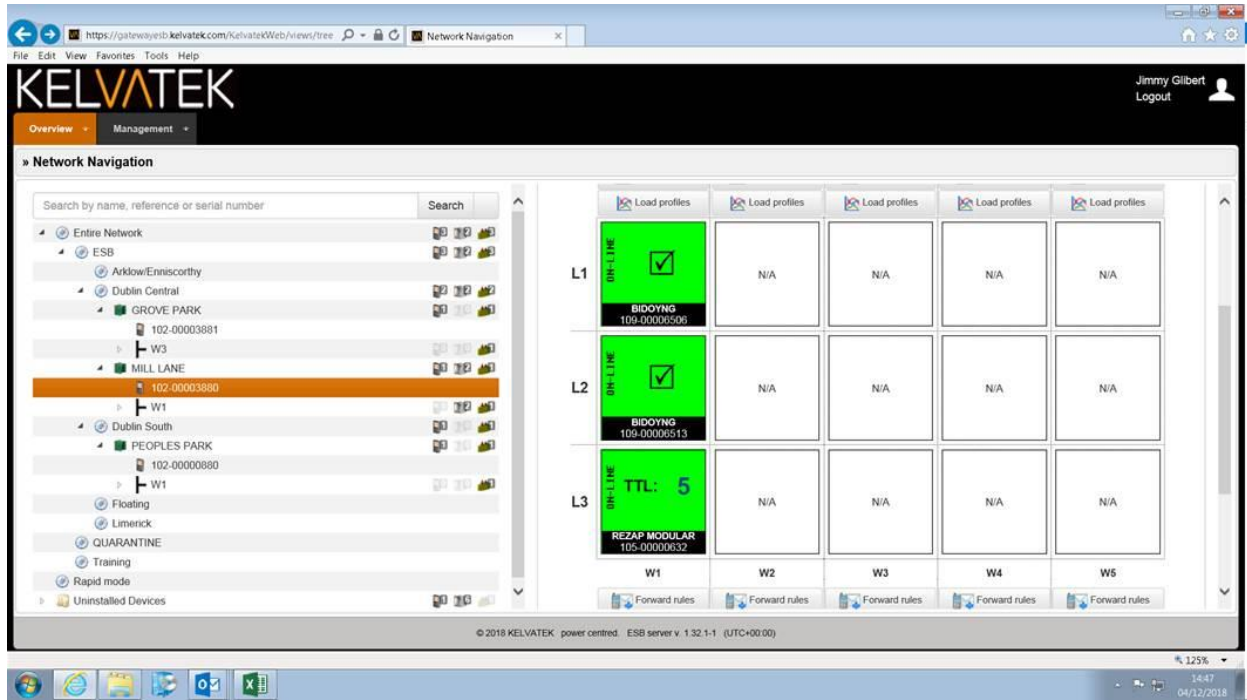 https://gatewayesb.kelvatek.com/KelvatekWeb/views/tree
Network Navigation
File Edit View Favorites Tools Help
KELVATEK
Jimmy Glibert
Logout
Overview
Management
» Network Navigation
Search by name, reference or serial number
Search
Entire Network
ESB
Arklow/Enniscorthy
Dublin Central
GROVE PARK
102-00003881
W3
MILL LANE
102-00003880
W1
Dublin South
PEOPLES PARK
102-00000880
W1
Floating
Limerick
QUARANTINE
Training
Rapid mode
Uninstalled Devices
Load profiles Load profiles Load profiles Load profiles Load profiles
L1 ON-LINE N/A N/A N/A N/A
BIDOYNG
109-00006506
L2 ON-LINE N/A N/A N/A N/A
BIDOYNG
109-00006513
L3 ON-LINE TTL: 5 N/A N/A N/A N/A
REZAP MODULAR
105-00000632
W1 W2 W3 W4 W5
Forward rules Forward rules Forward rules Forward rules Forward rules
© 2018 KELVATEK power centred. ESB server v. 1.32.1-1 (UTC+00:00)
125%
14:47
04/12/2018